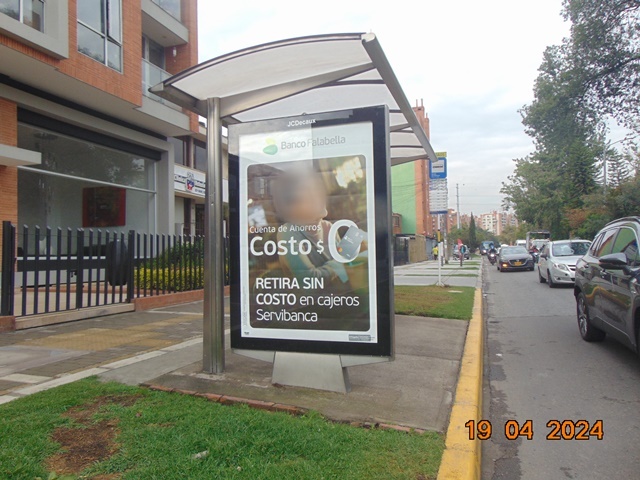 JCDecaux
Banco Falabella
Cuenta de Ahorros
Costo $0
RETIRA SIN
COSTO en cajeros
Servibanca
19 04 2024